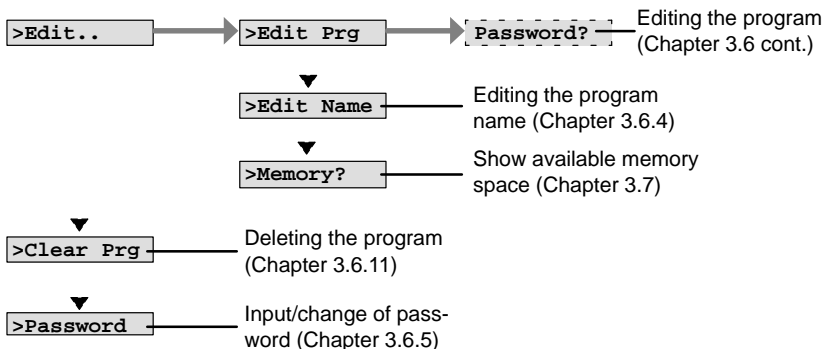 >Edit..
>Edit Prg
Password?
Editing the program
(Chapter 3.6 cont.)
>Edit Name
Editing the program
name (Chapter 3.6.4)
>Memory?
Show available memory
space (Chapter 3.7)
>Clear Prg
Deleting the program
(Chapter 3.6.11)
>Password
Input/change of pass-
word (Chapter 3.6.5)